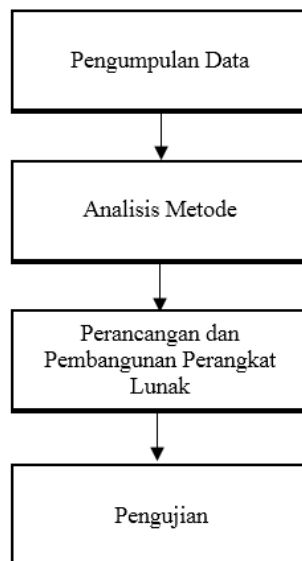 Pengumpulan Data
Analisis Metode
Perancangan dan
Pembangunan Perangkat
Lunak
Pengujian